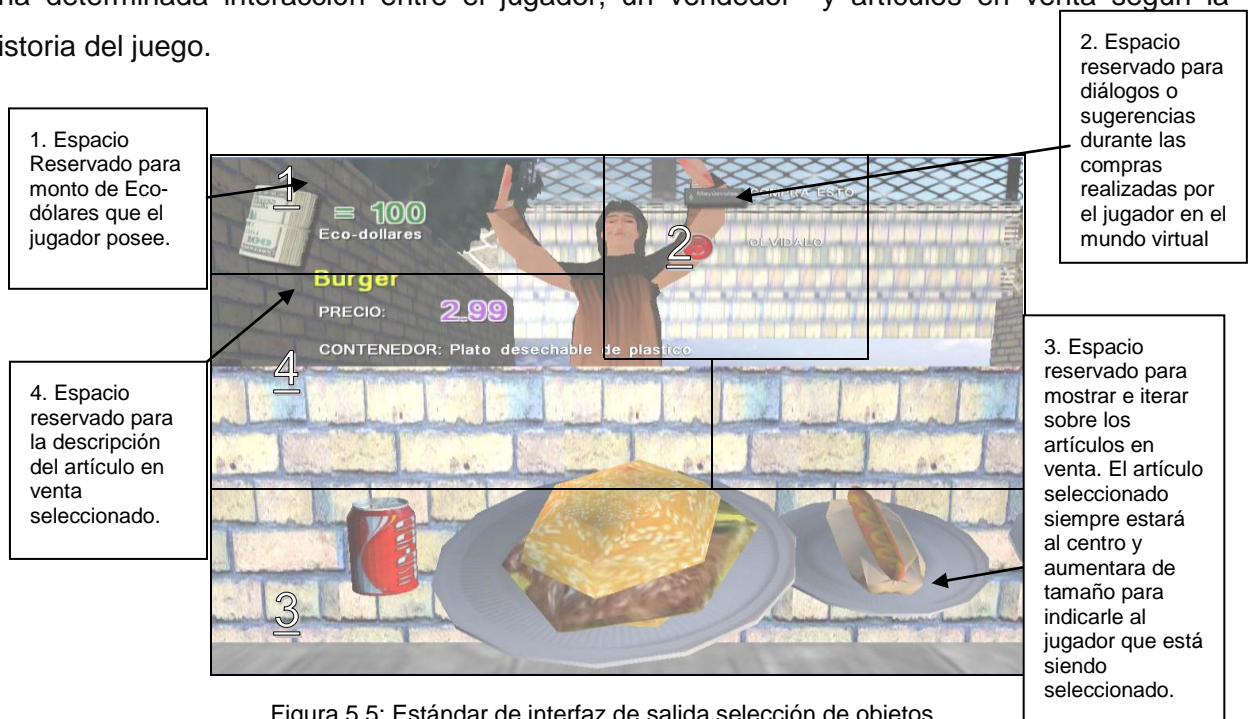 na determinada interacción entre el jugador, un vendedor y artículos en venta según la
istoria del juego.
2. Espacio
reservado para
diálogos o
sugerencias
durante las
compras
realizadas por
el jugador en el
mundo virtual
1. Espacio
Reservado para
monto de Eco-
dólares que el
jugador posee.
1
= 100
Eco-dollares
COMPRA ESTO
2
OLVIDALO
Burger
PRECIO: 2.99
CONTENEDOR: Plato desechable de plastico
4
4. Espacio
reservado para
la descripción
del artículo en
venta
seleccionado.
3. Espacio
reservado para
mostrar e iterar
sobre los
artículos en
venta. El artículo
seleccionado
siempre estará
al centro y
aumentara de
tamaño para
indicarle al
jugador que está
siendo
seleccionado.
3
Figura 5.5: Estándar de interfaz de salida selección de objetos